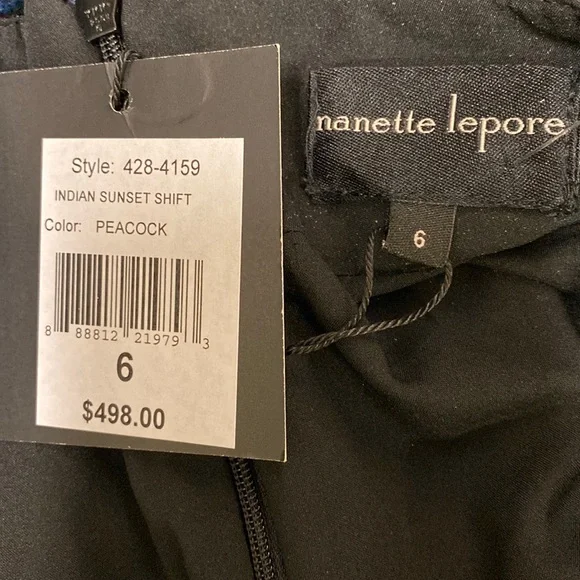 Style: 428-4159
INDIAN SUNSET SHIFT
Color: PEACOCK
8 88812 21979 3
6
$498.00
nanette lepore
6